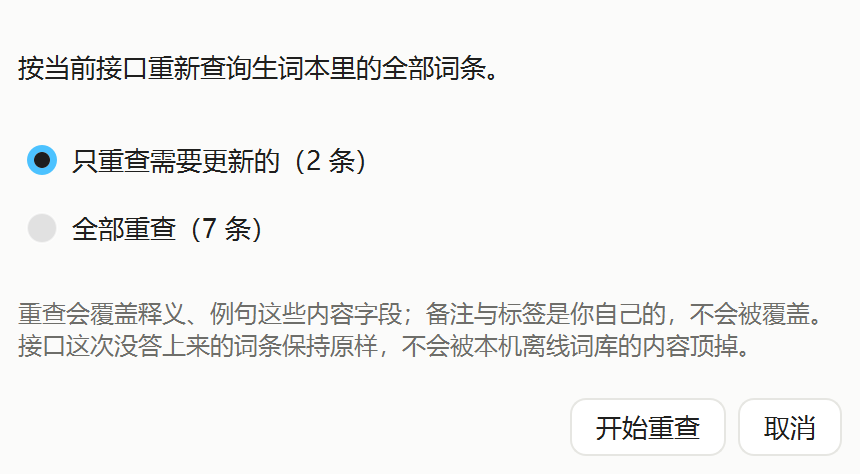 按当前接口重新查询生词本里的全部词条。
只重查需要更新的（2 条）
全部重查（7 条）
重查会覆盖释义、例句这些内容字段；备注与标签是你自己的，不会被覆盖。
接口这次没答上来的词条保持原样，不会被本机离线词库的内容顶掉。
开始重查
取消